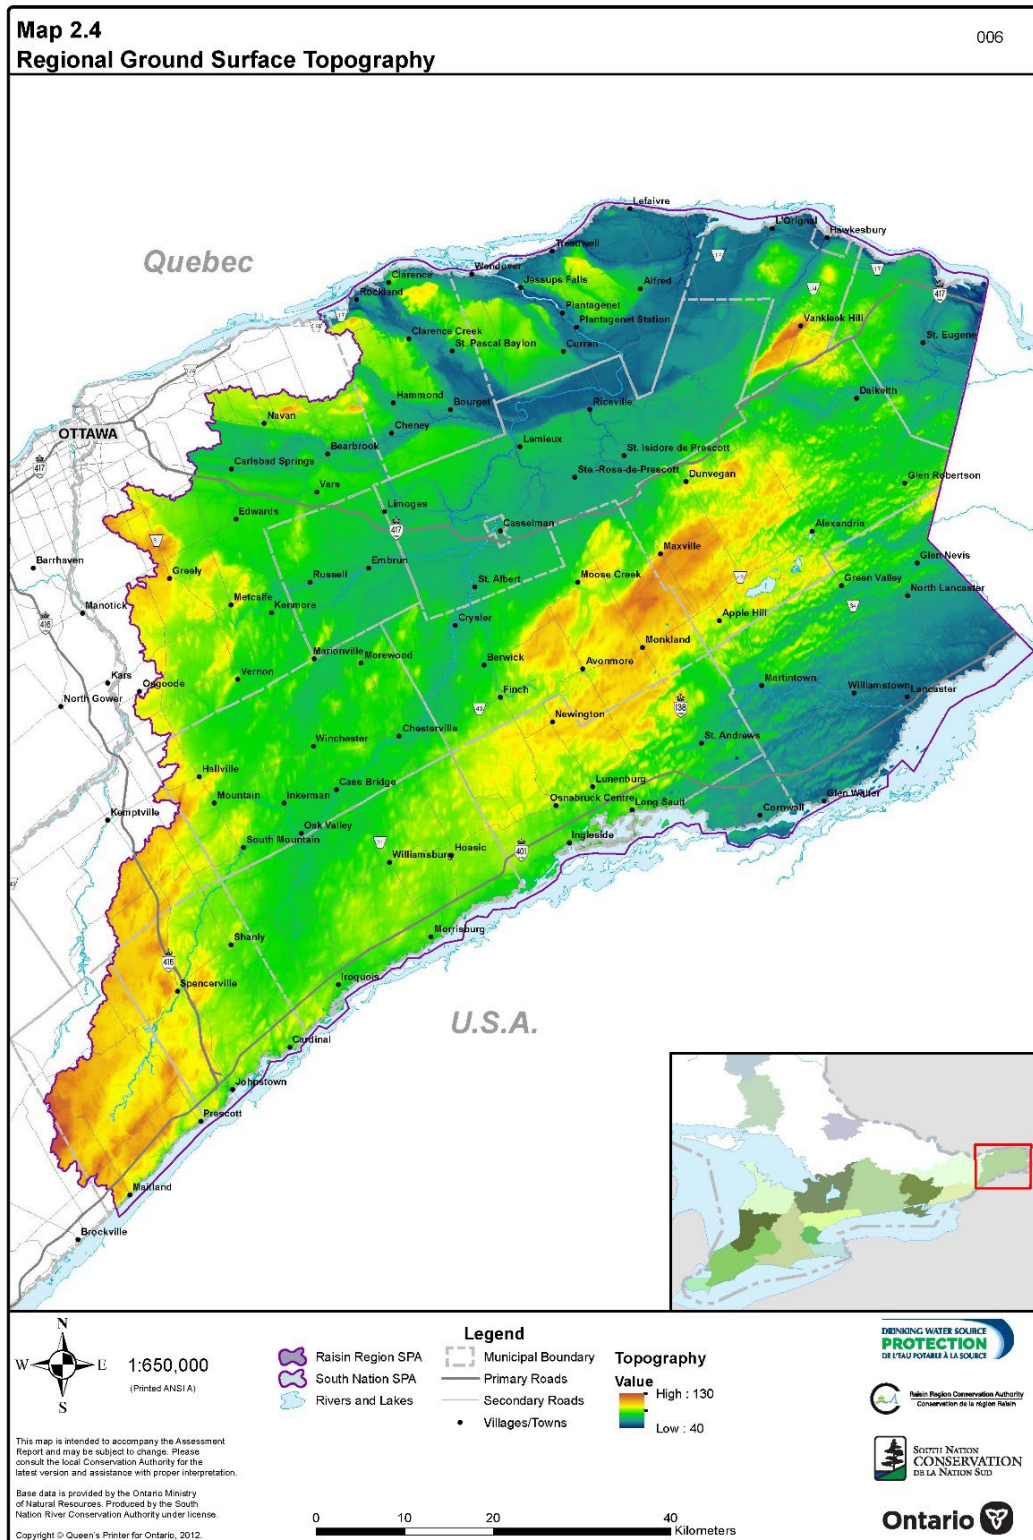 Map 2.4
006
Regional Ground Surface Topography
Lefaivre
L'Orignal
Hawkesbury
Quebec
Treadwell
Wendover
Clarence
Jessups Falls
Alfred
Rockland
417
Plantagenet
Plantagenet Station
Vankleek Hill
Clarence Creek
St. Pascal Baylon
Curran
St. Eugene
Hammond
Bourget
Riceville
Dalkeith
Navan
OTTAWA
Cheney
Lemieux
Bearbrook
St. Isidore de Prescott
417
Carlsbad Springs
Ste.-Rose-de-Prescott
Dunvegan
Glen Robertson
Vars
Limoges
Edwards
417
Casselman
Alexandria
Maxville
Barrhaven
Embrun
Glen Nevis
Greely
Russell
St. Albert
Moose Creek
Green Valley
North Lancaster
Metcalfe
Kenmore
Manotick
34
416
Crysler
Apple Hill
Monkland
Marionville
Morewood
Berwick
Avonmore
Vernon
Kars
Osgoode
Martintown
Williamstown
Lancaster
North Gower
Finch
43
138
Newington
Chesterville
St. Andrews
Winchester
Hallville
Cass Bridge
Lunenburg
Mountain
Inkerman
Osnabruck Centre
Long Sault
Cornwall
Glen Walter
Kemptville
Oak Valley
South Mountain
Ingleside
Hoasic
401
Williamsburg
Shanly
Morrisburg
416
Spencerville
Iroquois
U.S.A.
Cardinal
Johnstown
Prescott
Maitland
Brockville
N
W
E
S
1:650,000
(Printed ANSI A)
Legend
Raisin Region SPA
South Nation SPA
Rivers and Lakes
Municipal Boundary
Primary Roads
Secondary Roads
Villages/Towns
Topography
Value
High : 130
Low : 40
DRINKING WATER SOURCE
PROTECTION
DE L'EAU POTABLE À LA SOURCE
Raisin Region Conservation Authority
Conservation de la région Raisin
SOUTH NATION
CONSERVATION
DE LA NATION SUD
Ontario
This map is intended to accompany the Assessment
Report and may be subject to change. Please
consult the local Conservation Authority for the
latest version and assistance with proper interpretation.
Base data is provided by the Ontario Ministry
of Natural Resources. Produced by the South
Nation River Conservation Authority under license.
Copyright © Queen's Printer for Ontario, 2012.
0 10 20 40
Kilometers